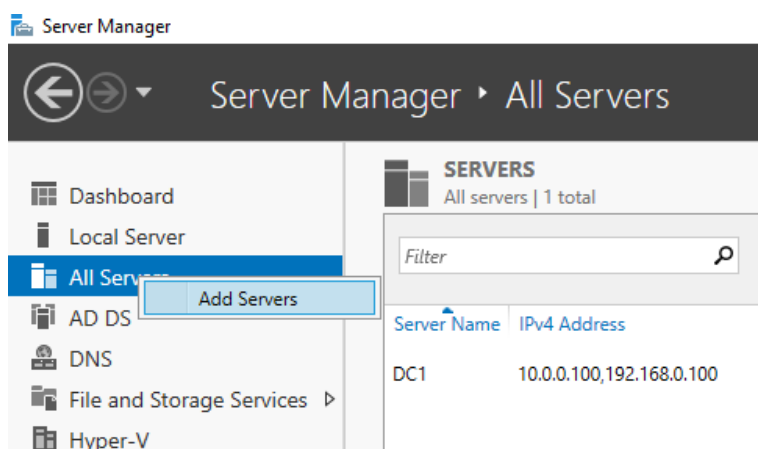 Server Manager
Server Manager ‣ All Servers
Dashboard
Local Server
All Servers
AD DS
DNS
File and Storage Services
Hyper-V
Add Servers
SERVERS
All servers | 1 total
Filter
Server Name IPv4 Address
DC1 10.0.0.100,192.168.0.100